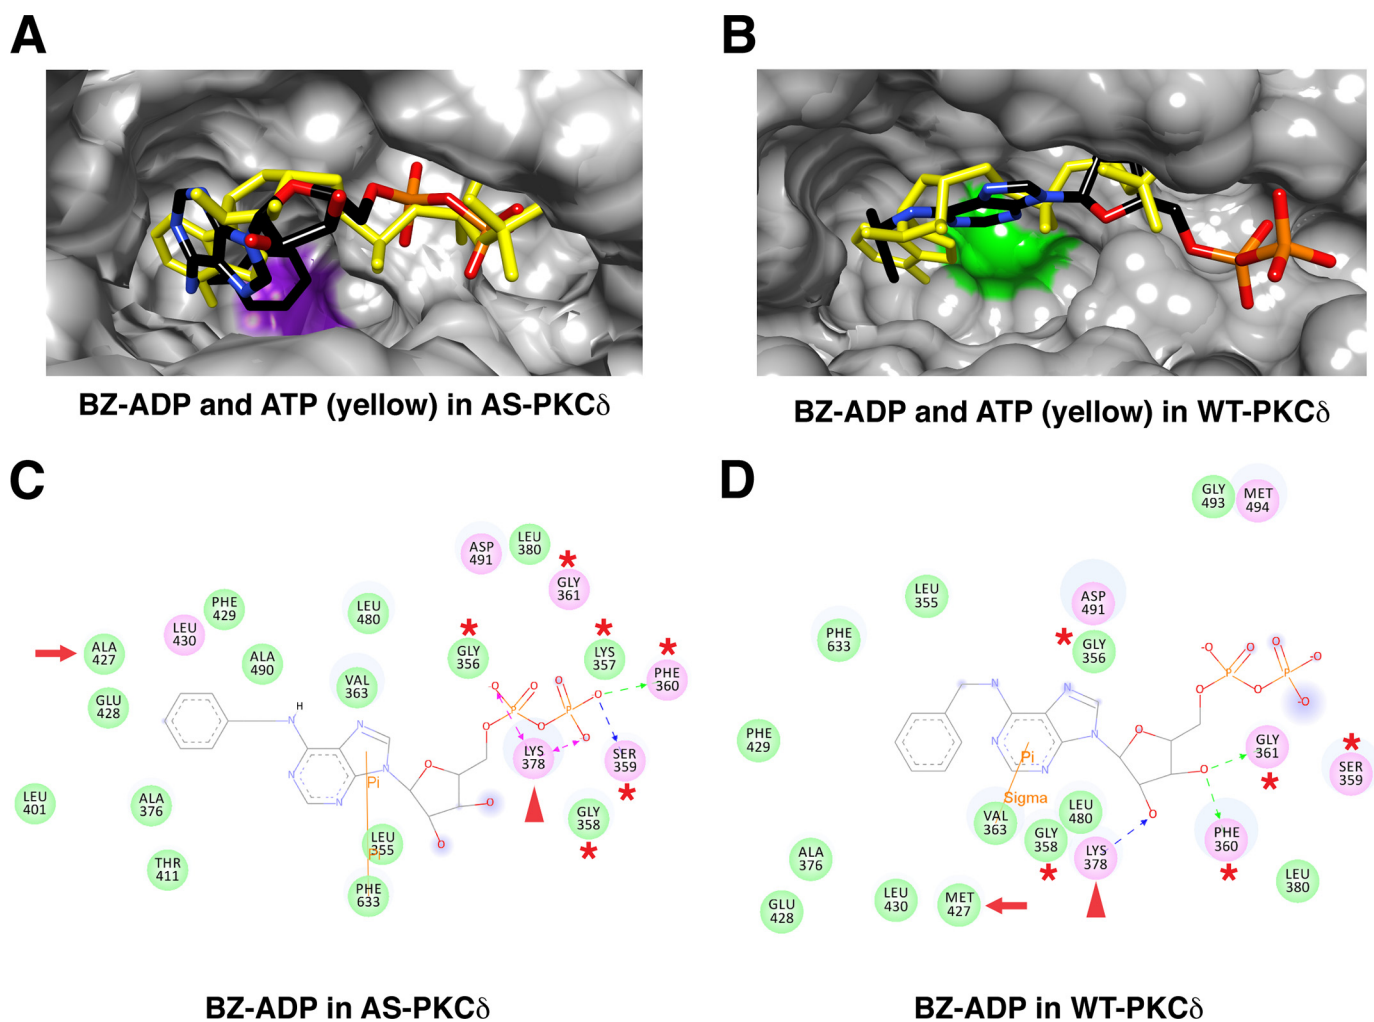 A
B
BZ-ADP and ATP (yellow) in AS-PKCδ
BZ-ADP and ATP (yellow) in WT-PKCδ
C
ASP
491
LEU
380
*
GLY
361
PHE
429
LEU
430
LEU
480
*
GLY
356
*
LYS
357
*
PHE
360
ALA
427
ALA
490
GLU
428
VAL
363
H
N
N
N
N
N
N
O
O
O
P
-O
O
O
O
P
O
O
O
O
LYS
378
SER
359
*
Pi
LEU
401
ALA
376
GLY
358
*
LEU
355
Pi
THR
411
PHE
633
BZ-ADP in AS-PKCδ
D
GLY
493
MET
494
LEU
355
ASP
491
PHE
633
*
GLY
356
N
N
N
N
N
-O
O
P
O
O
O
P
-O
-O
O
O
O
O
PHE
429
GLY
361
*
*
SER
359
Pi
Sigma
VAL
363
LEU
480
GLY
358
*
LYS
378
PHE
360
*
ALA
376
LEU
380
GLU
428
LEU
430
MET
427
BZ-ADP in WT-PKCδ